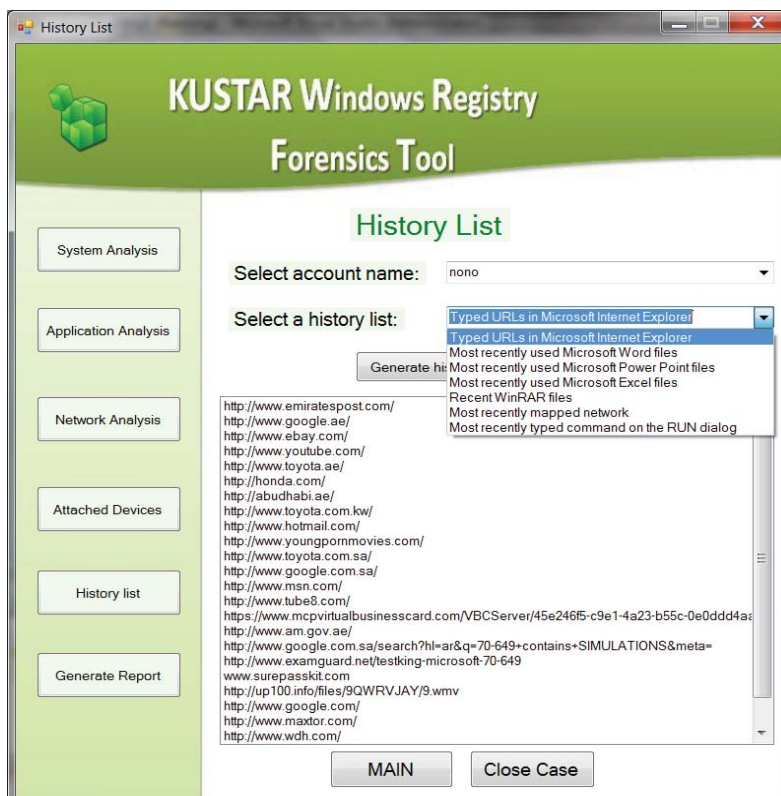 History List
KUSTAR Windows Registry
Forensics Tool
System Analysis
Application Analysis
Network Analysis
Attached Devices
History list
Generate Report
History List
Select account name: nono
Select a history list: Typed URLs in Microsoft Internet Explorer
Typed URLs in Microsoft Internet Explorer
Most recently used Microsoft Word files
Most recently used Microsoft Power Point files
Most recently used Microsoft Excel files
Recent WinRAR files
Most recently mapped network
Most recently typed command on the RUN dialog
Generate
http://www.emiratespost.com/
http://www.google.ae/
http://www.ebay.com/
http://www.youtube.com/
http://www.toyota.ae/
http://honda.com/
http://abudhabi.ae/
http://www.toyota.com.kw/
http://www.hotmail.com/
http://www.youngpornmovies.com/
http://www.toyota.com.sa/
http://www.google.com.sa/
http://www.msn.com/
http://www.tube8.com/
https://www.mcpvirtualbusinesscard.com/VBCServer/45e246f5-c9e1-4a23-b55c-0e0ddd4aa
http://www.am.gov.ae/
http://www.google.com.sa/search?hl=ar&q=70-649+contains+SIMULATIONS&meta=
http://www.examguard.net/testking-microsoft-70-649
www.surepasskit.com
http://up100.info/files/9QWRVJAY/9.wmv
http://www.google.com/
http://www.maxtor.com/
http://www.wdh.com/
MAIN
Close Case